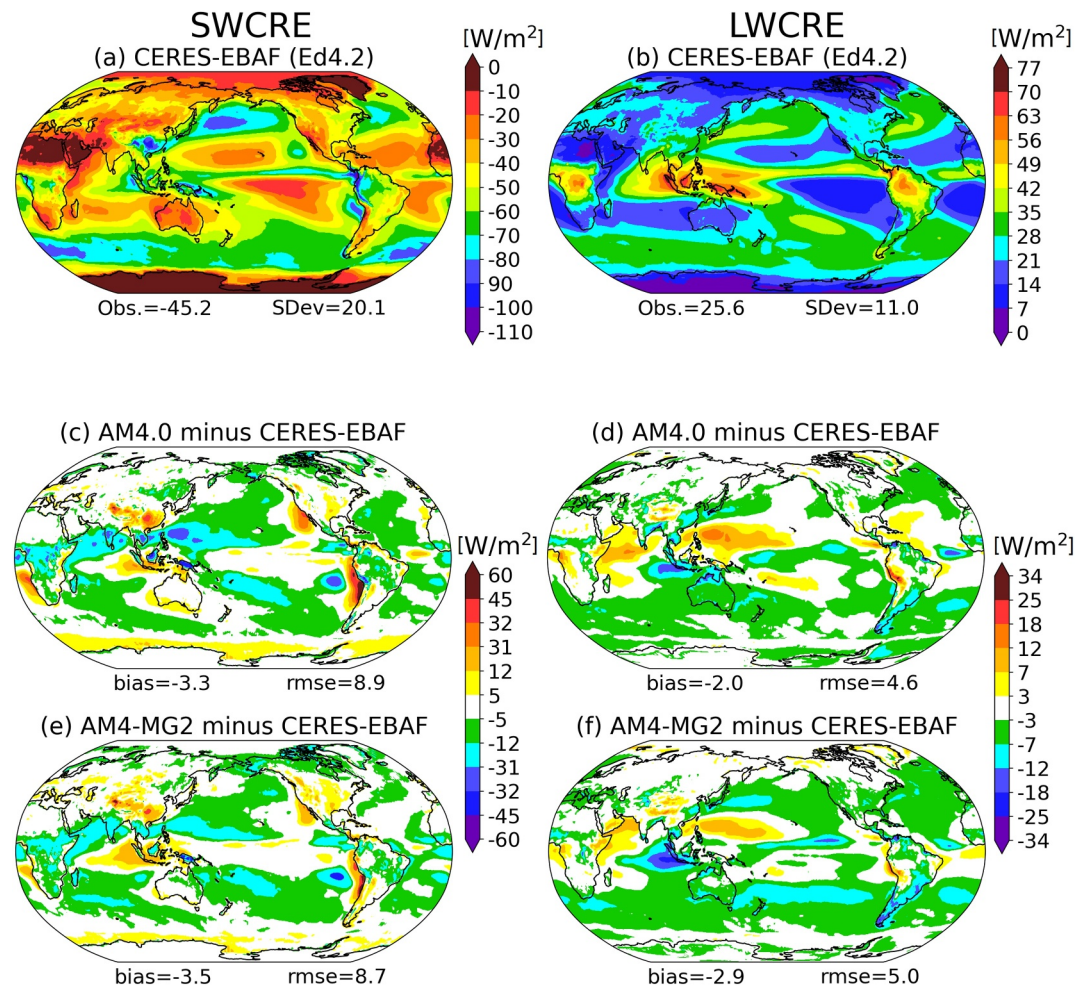 SWCRE
LWCRE
(a) CERES-EBAF (Ed4.2)
[W/m²]
0
-10
-20
-30
-40
-50
-60
-70
-80
90
-100
-110
Obs.=-45.2 SDev=20.1
(b) CERES-EBAF (Ed4.2)
[W/m²]
77
70
63
56
49
42
35
28
21
14
7
0
Obs.=25.6 SDev=11.0
(c) AM4.0 minus CERES-EBAF
bias=-3.3 rmse=8.9
(d) AM4.0 minus CERES-EBAF
bias=-2.0 rmse=4.6
[W/m²]
60
45
32
31
12
5
-5
-12
-31
-32
-45
-60
[W/m²]
34
25
18
12
7
3
-3
-7
-12
-18
-25
-34
(e) AM4-MG2 minus CERES-EBAF
bias=-3.5 rmse=8.7
(f) AM4-MG2 minus CERES-EBAF
bias=-2.9 rmse=5.0